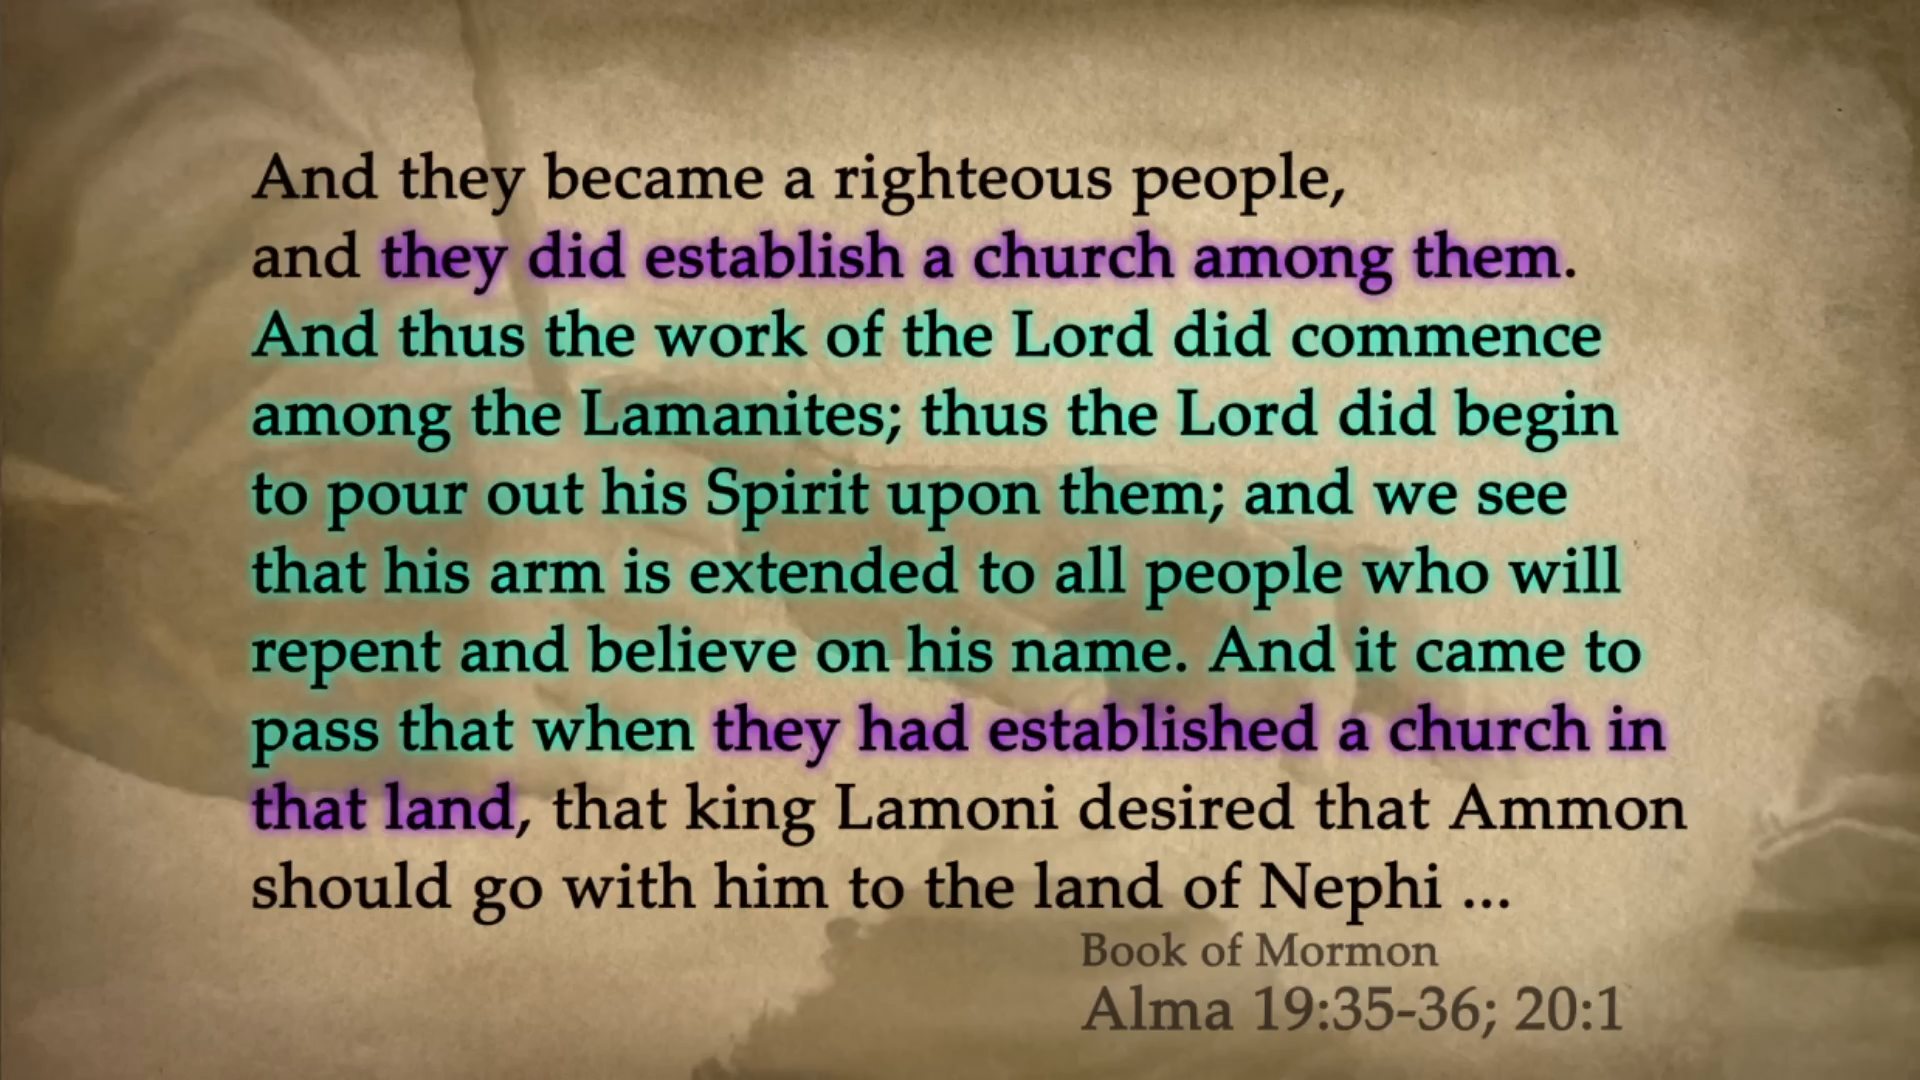 And they became a righteous people,
and they did establish a church among them.
And thus the work of the Lord did commence
among the Lamanites; thus the Lord did begin
to pour out his Spirit upon them; and we see
that his arm is extended to all people who will
repent and believe on his name. And it came to
pass that when they had established a church in
that land, that king Lamoni desired that Ammon
should go with him to the land of Nephi ...
Book of Mormon
Alma 19:35-36; 20:1